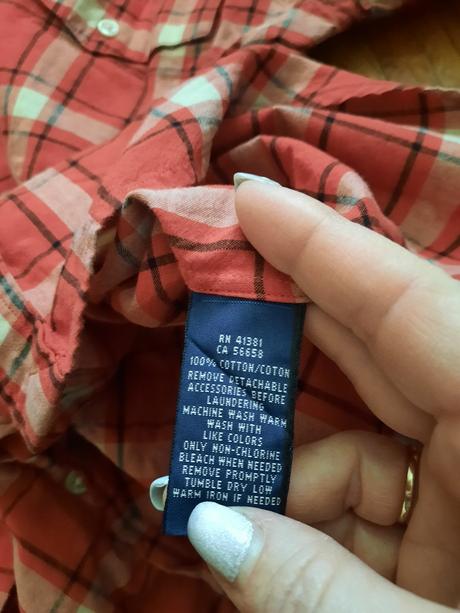 RN 41381
CA 56658
100% COTTON/COTON
REMOVE DETACHABLE
ACCESSORIES BEFORE
LAUNDERING
MACHINE WASH WARM
WASH WITH
LIKE COLORS
ONLY NON-CHLORINE
BLEACH WHEN NEEDED
REMOVE PROMPTLY
TUMBLE DRY LOW
WARM IRON IF NEEDED